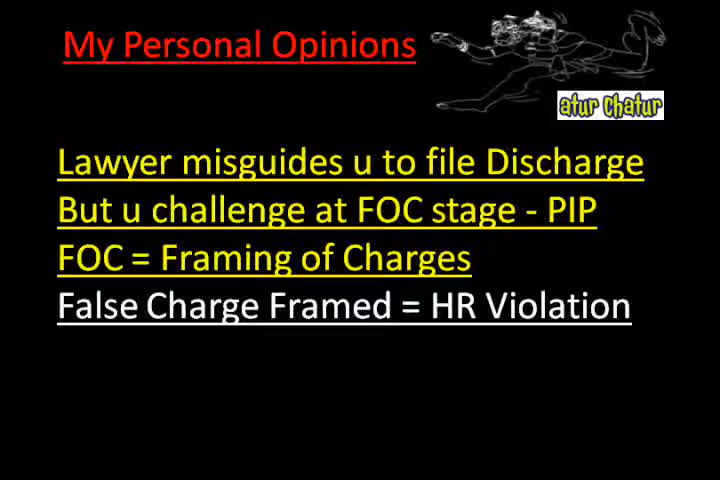 My Personal Opinions
atur chatur
Lawyer misguides u to file Discharge
But u challenge at FOC stage - PIP
FOC = Framing of Charges
False Charge Framed = HR Violation